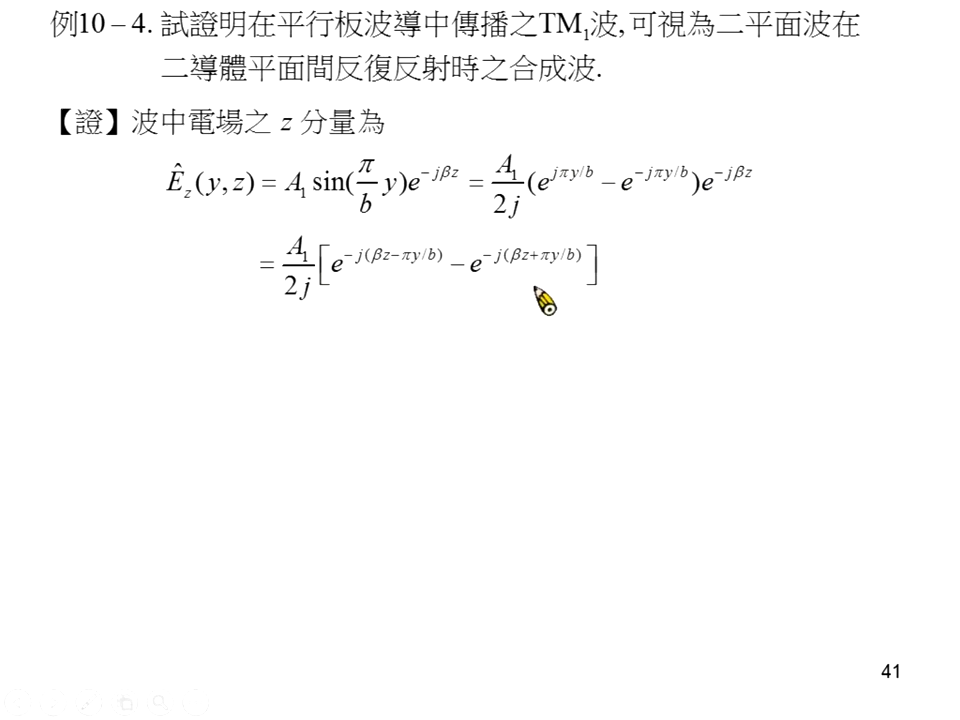 例10 – 4. 試證明在平行板波導中傳播之TM₁波, 可視為二平面波在
二導體平面間反復反射時之合成波.
【證】波中電場之 z 分量為
Ê_z(y, z) = A₁ sin(π/b y)e^{−jβz} = A₁/2j (e^{jπy/b} − e^{−jπy/b})e^{−jβz}
= A₁/2j [e^{−j(βz−πy/b)} − e^{−j(βz+πy/b)}]
41